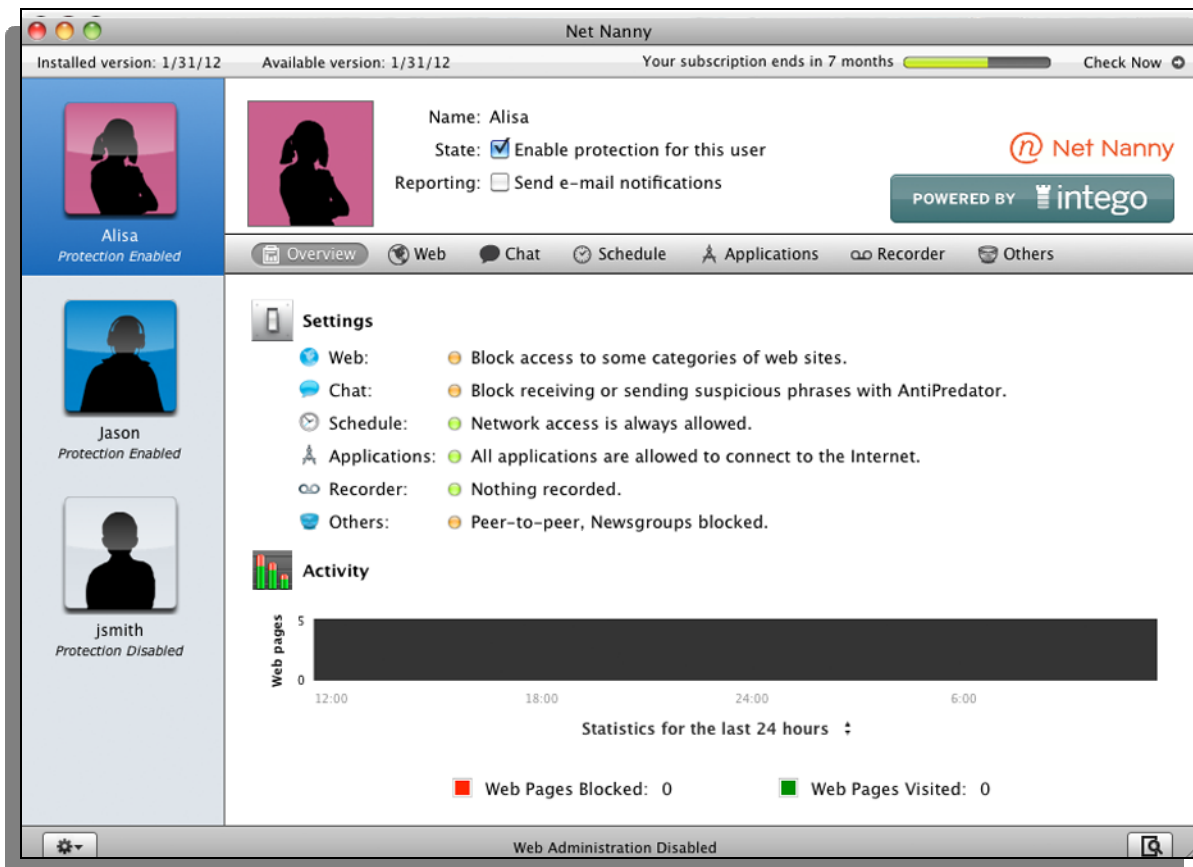 Net Nanny
Installed version: 1/31/12 Available version: 1/31/12 Your subscription ends in 7 months Check Now
Alisa
Protection Enabled
Jason
Protection Enabled
jsmith
Protection Disabled
Name: Alisa
State: Enable protection for this user
Reporting: Send e-mail notifications
n Net Nanny
POWERED BY intego
Overview Web Chat Schedule Applications Recorder Others
Settings
Web: Block access to some categories of web sites.
Chat: Block receiving or sending suspicious phrases with AntiPredator.
Schedule: Network access is always allowed.
Applications: All applications are allowed to connect to the Internet.
Recorder: Nothing recorded.
Others: Peer-to-peer, Newsgroups blocked.
Activity
Web pages
5
0
12:00 18:00 24:00 6:00
Statistics for the last 24 hours
Web Pages Blocked: 0 Web Pages Visited: 0
Web Administration Disabled